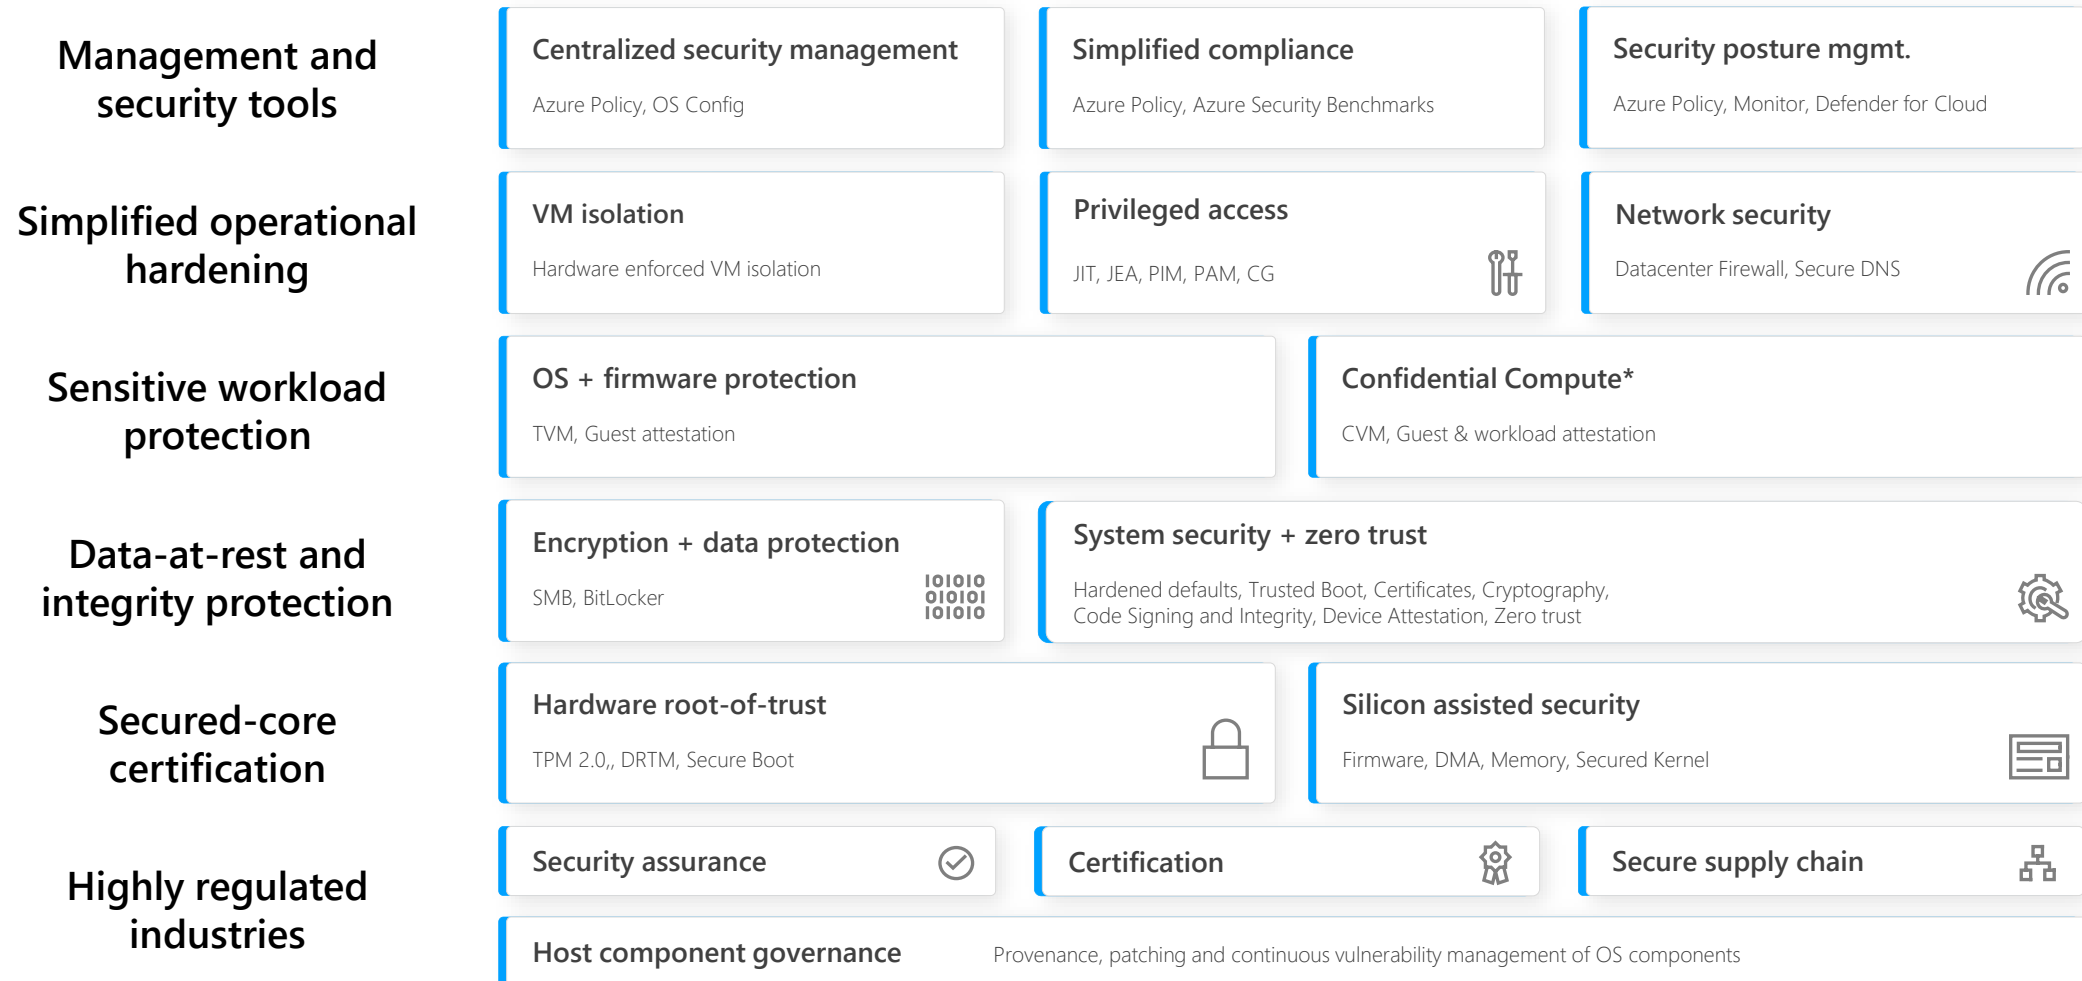 Management and
security tools
Centralized security management
Azure Policy, OS Config
Simplified compliance
Azure Policy, Azure Security Benchmarks
Security posture mgmt.
Azure Policy, Monitor, Defender for Cloud
Simplified operational
hardening
VM isolation
Hardware enforced VM isolation
Privileged access
JIT, JEA, PIM, PAM, CG
Network security
Datacenter Firewall, Secure DNS
Sensitive workload
protection
OS + firmware protection
TVM, Guest attestation
Confidential Compute*
CVM, Guest & workload attestation
Data-at-rest and
integrity protection
Encryption + data protection
SMB, BitLocker
101010
010101
101010
System security + zero trust
Hardened defaults, Trusted Boot, Certificates, Cryptography,
Code Signing and Integrity, Device Attestation, Zero trust
Secured-core
certification
Hardware root-of-trust
TPM 2.0,, DRTM, Secure Boot
Silicon assisted security
Firmware, DMA, Memory, Secured Kernel
Highly regulated
industries
Security assurance
Certification
Secure supply chain
Host component governance
Provenance, patching and continuous vulnerability management of OS components